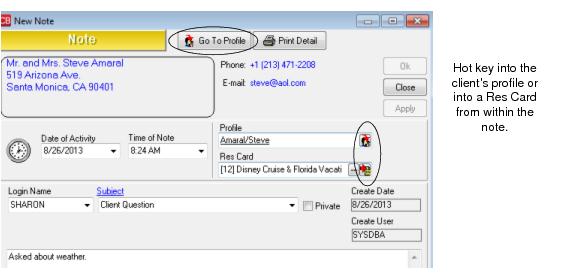 CB New Note
Note
Go To Profile
Print Detail
Mr. and Mrs. Steve Amaral
519 Arizona Ave.
Santa Monica, CA 90401
Phone: +1 (213) 471-2208
E-mail: steve@aol.com
Ok
Close
Apply
Hot key into the
client's profile or
into a Res Card
from within the
note.
Date of Activity
8/26/2013
Time of Note
8:24 AM
Profile
Amaral/Steve
Res Card
[12] Disney Cruise & Florida Vacati
Login Name
SHARON
Subject
Client Question
Private
Create Date
8/26/2013
Create User
SYSDBA
Asked about weather.